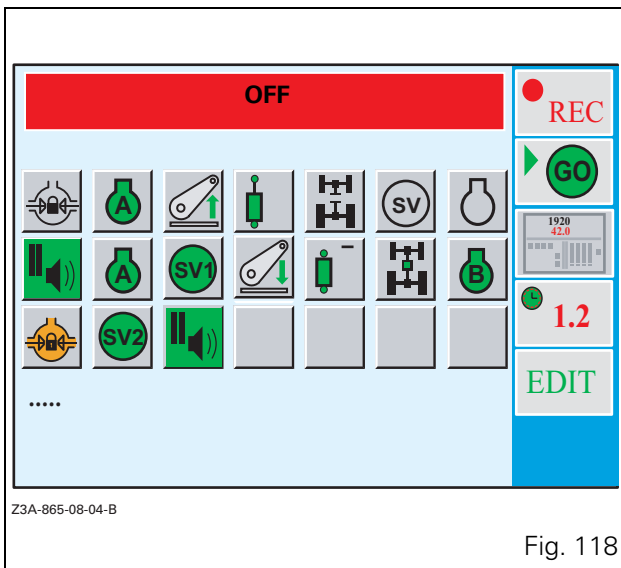 OFF
REC
GO
1920
42.0
A
SV
A
SV1
B
1.2
SV2
EDIT
.....
Z3A-865-08-04-B
Fig. 118